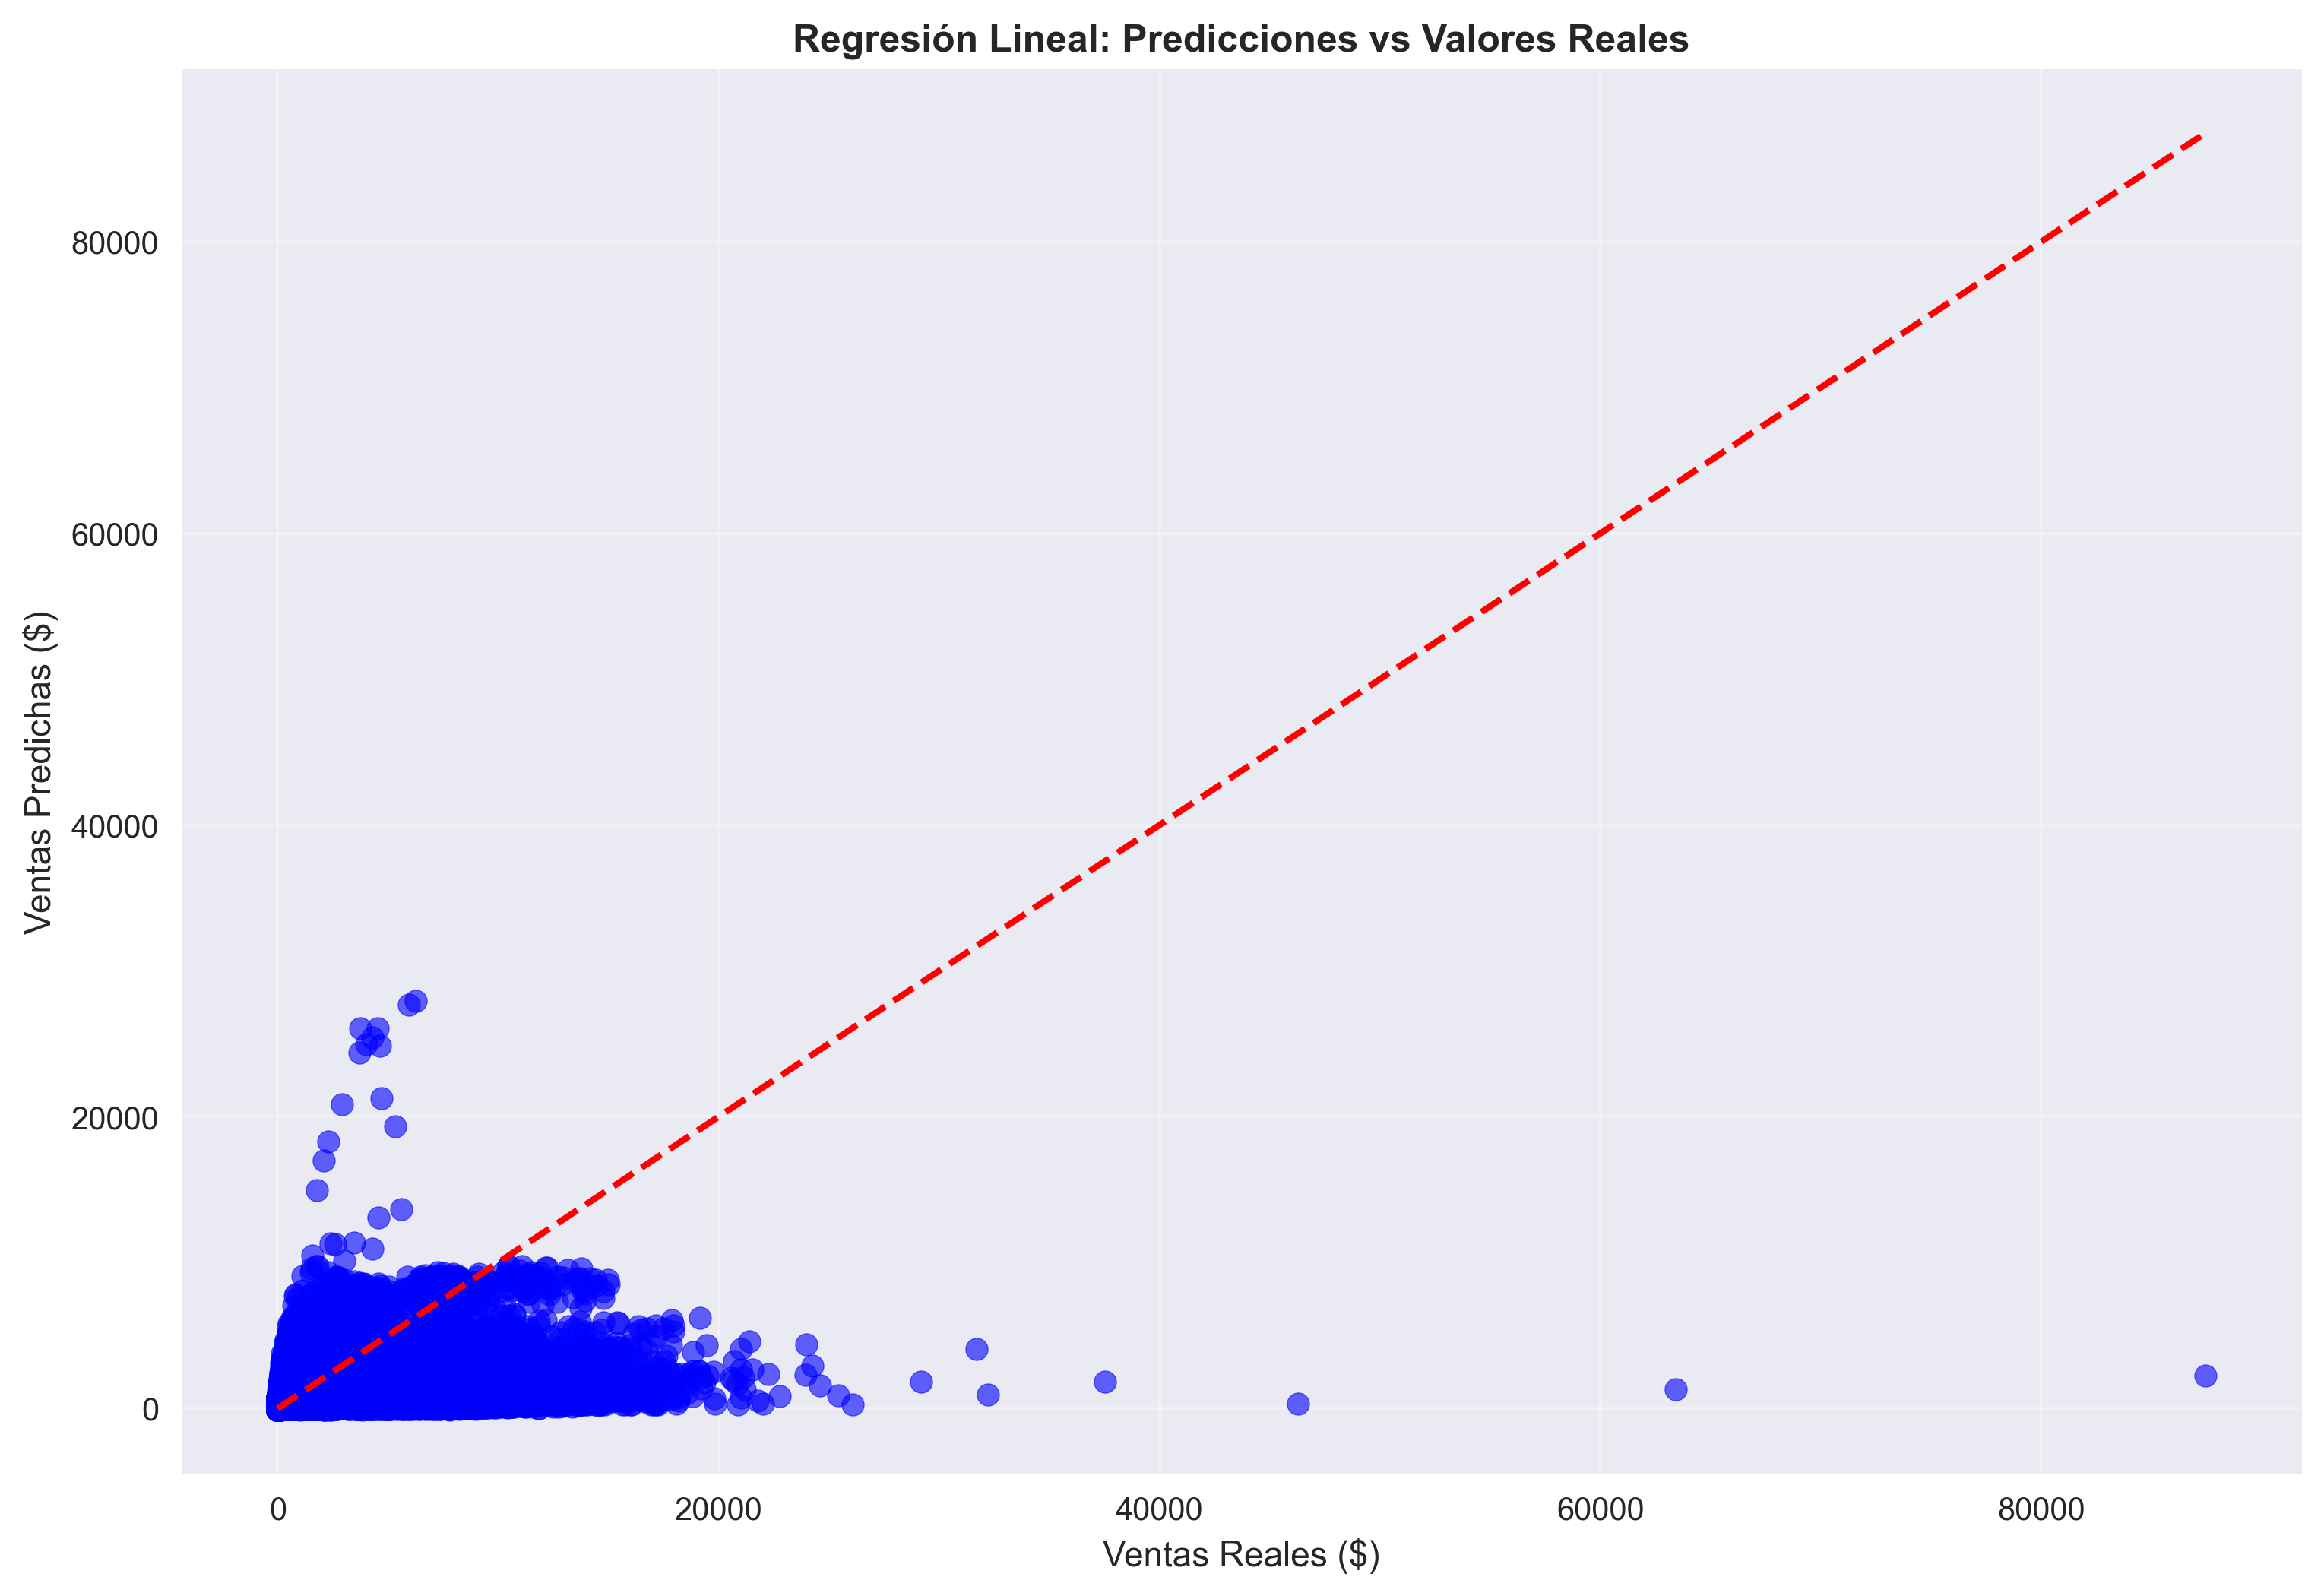 Regresión Lineal: Predicciones vs Valores Reales
Ventas Predichas ($)
80000
60000
40000
20000
0
0 20000 40000 60000 80000
Ventas Reales ($)